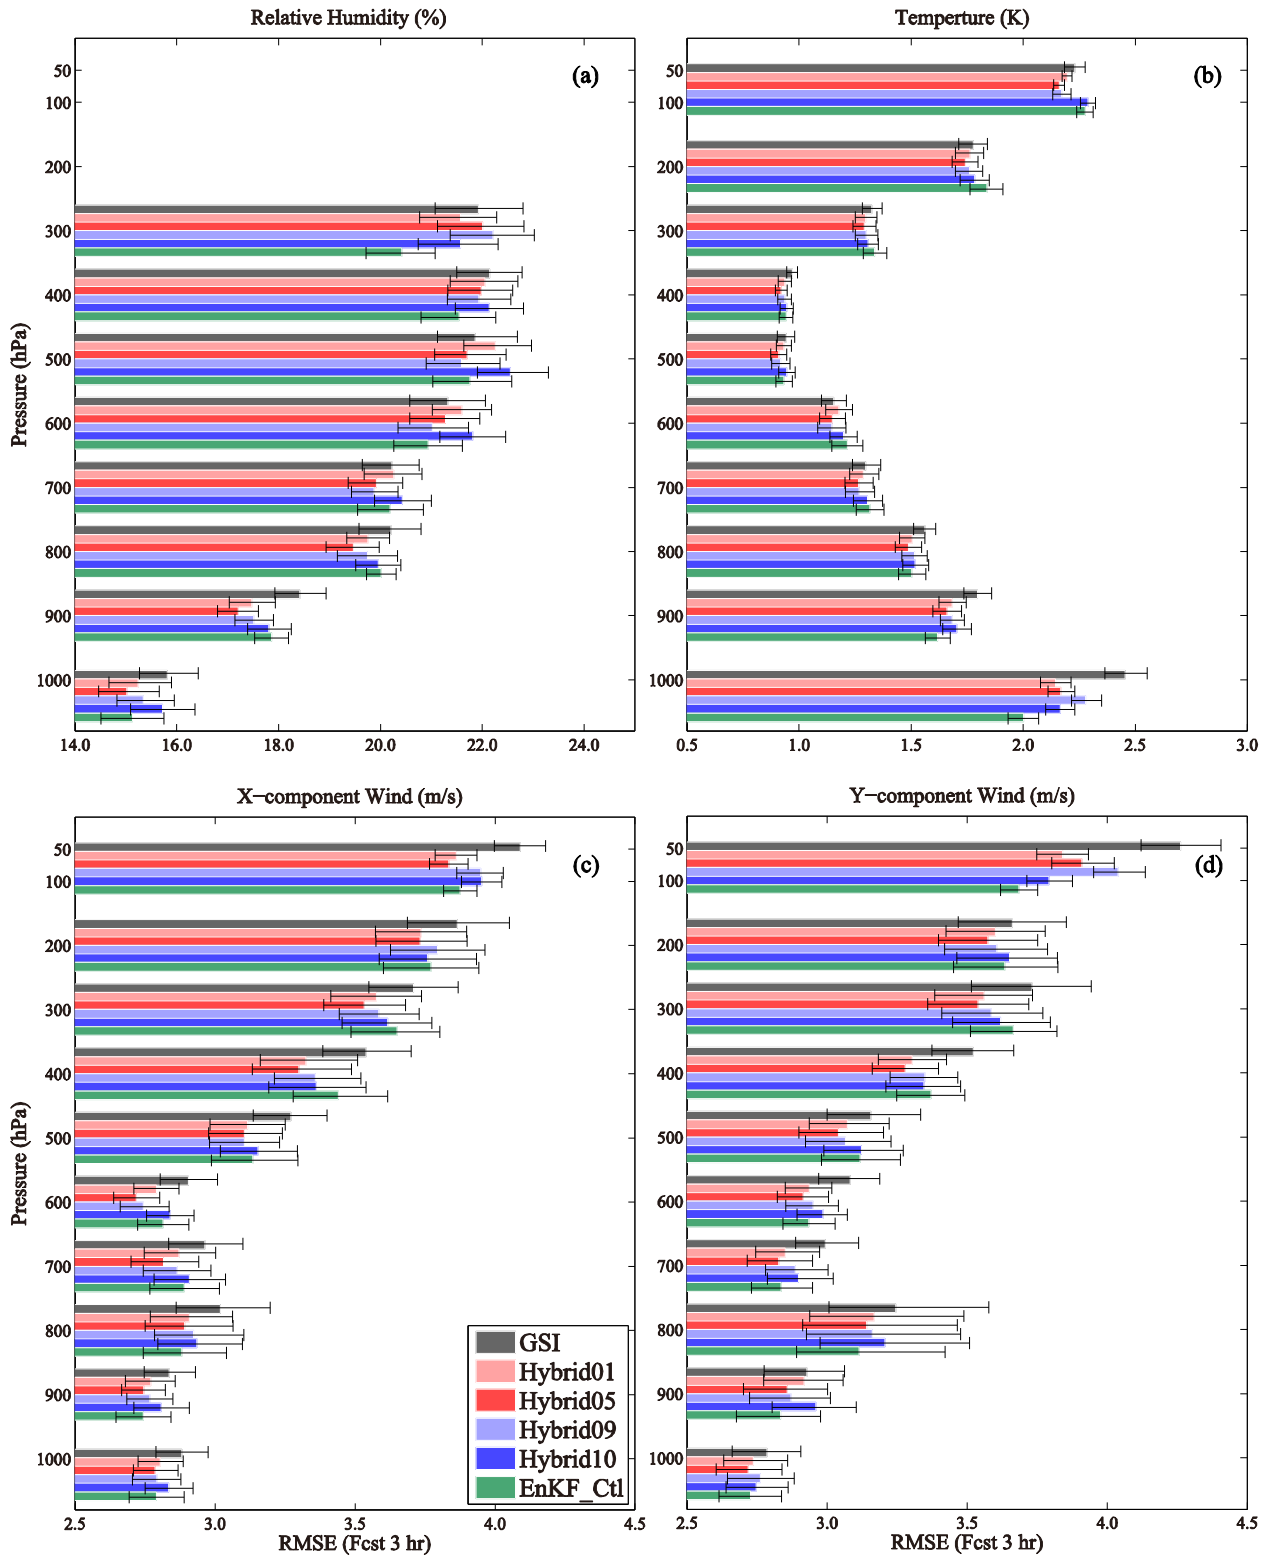 Relative Humidity (%)
(a)
Pressure (hPa)
50
100
200
300
400
500
600
700
800
900
1000
14.0 16.0 18.0 20.0 22.0 24.0
Temperture (K)
(b)
50
100
200
300
400
500
600
700
800
900
1000
0.5 1.0 1.5 2.0 2.5 3.0
X−component Wind (m/s)
(c)
Pressure (hPa)
50
100
200
300
400
500
600
700
800
900
1000
GSI
Hybrid01
Hybrid05
Hybrid09
Hybrid10
EnKF_Ctl
2.5 3.0 3.5 4.0 4.5
RMSE (Fcst 3 hr)
Y−component Wind (m/s)
(d)
50
100
200
300
400
500
600
700
800
900
1000
2.5 3.0 3.5 4.0 4.5
RMSE (Fcst 3 hr)